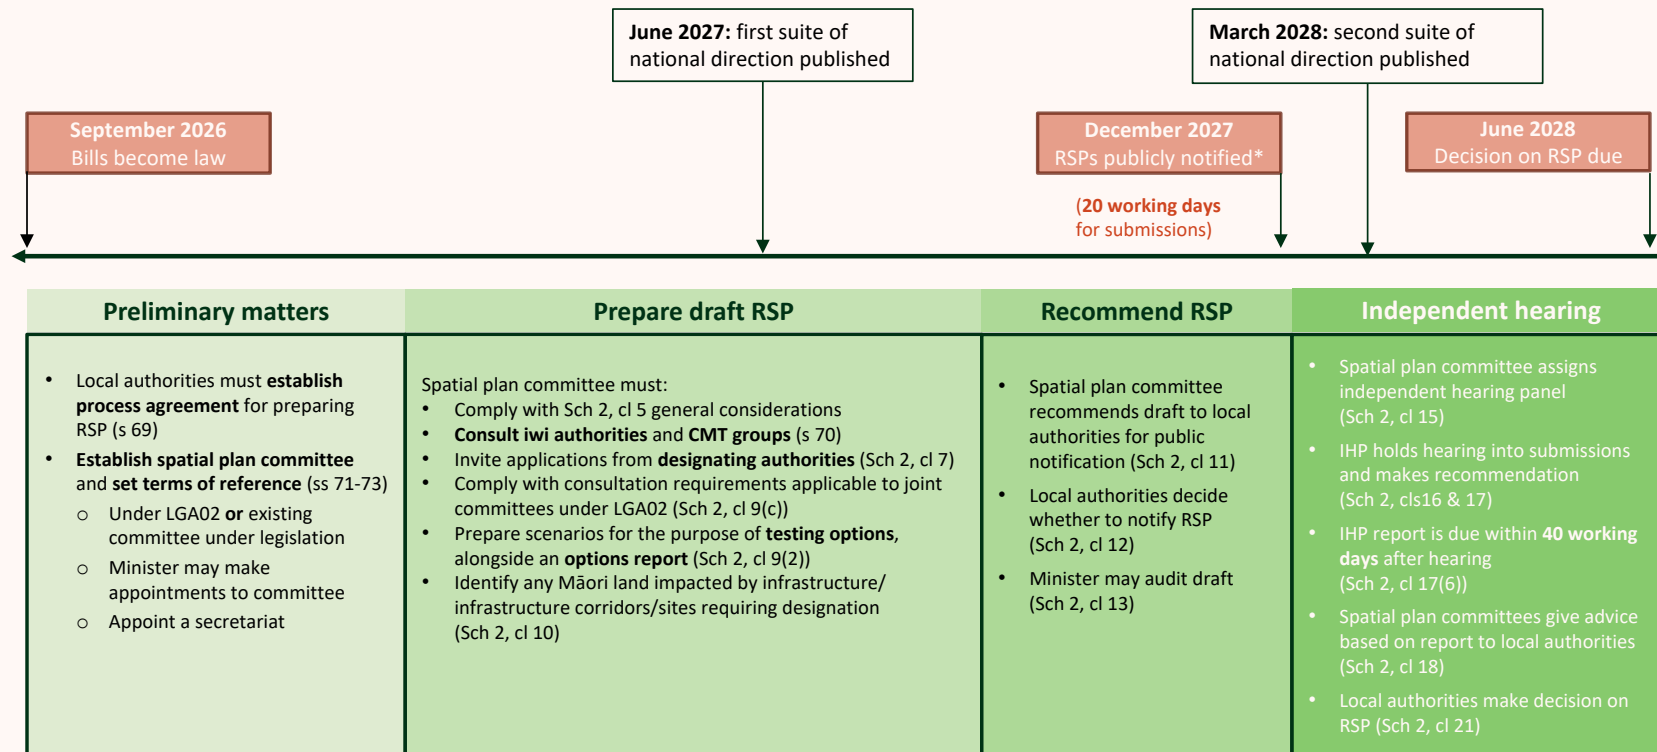 June 2027: first suite of
national direction published
March 2028: second suite of
national direction published
September 2026
Bills become law
December 2027
RSPs publicly notified*
June 2028
Decision on RSP due
(20 working days
for submissions)
Preliminary matters
• Local authorities must establish
process agreement for preparing
RSP (s 69)
• Establish spatial plan committee
and set terms of reference (ss 71-73)
o Under LGA02 or existing
committee under legislation
o Minister may make
appointments to committee
o Appoint a secretariat
Prepare draft RSP
Spatial plan committee must:
• Comply with Sch 2, cl 5 general considerations
• Consult iwi authorities and CMT groups (s 70)
• Invite applications from designating authorities (Sch 2, cl 7)
• Comply with consultation requirements applicable to joint
committees under LGA02 (Sch 2, cl 9(c))
• Prepare scenarios for the purpose of testing options,
alongside an options report (Sch 2, cl 9(2))
• Identify any Māori land impacted by infrastructure/
infrastructure corridors/sites requiring designation
(Sch 2, cl 10)
Recommend RSP
• Spatial plan committee
recommends draft to local
authorities for public
notification (Sch 2, cl 11)
• Local authorities decide
whether to notify RSP
(Sch 2, cl 12)
• Minister may audit draft
(Sch 2, cl 13)
Independent hearing
• Spatial plan committee assigns
independent hearing panel
(Sch 2, cl 15)
• IHP holds hearing into submissions
and makes recommendation
(Sch 2, cls16 & 17)
• IHP report is due within 40 working
days after hearing
(Sch 2, cl 17(6))
• Spatial plan committees give advice
based on report to local authorities
(Sch 2, cl 18)
• Local authorities make decision on
RSP (Sch 2, cl 21)